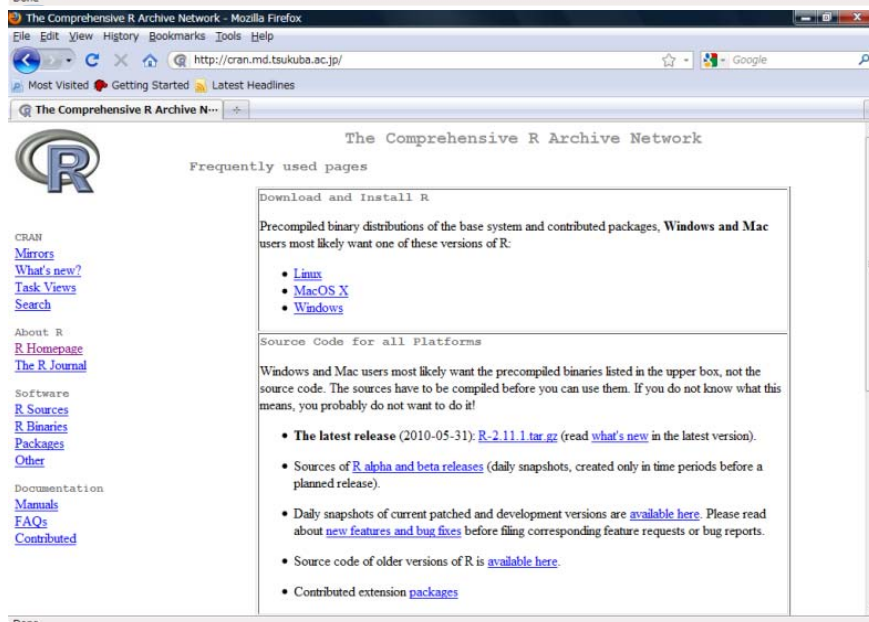 The Comprehensive R Archive Network - Mozilla Firefox
File Edit View History Bookmarks Tools Help
http://cran.md.tsukuba.ac.jp/
Google
Most Visited Getting Started Latest Headlines
The Comprehensive R Archive N...
R
CRAN
Mirrors
What's new?
Task Views
Search
About R
R Homepage
The R Journal
Software
R Sources
R Binaries
Packages
Other
Documentation
Manuals
FAQs
Contributed
The Comprehensive R Archive Network
Frequently used pages
Download and Install R
Precompiled binary distributions of the base system and contributed packages, Windows and Mac
users most likely want one of these versions of R:
• Linux
• MacOS X
• Windows
Source Code for all Platforms
Windows and Mac users most likely want the precompiled binaries listed in the upper box, not the
source code. The sources have to be compiled before you can use them. If you do not know what this
means, you probably do not want to do it!
• The latest release (2010-05-31): R-2.11.1.tar.gz (read what's new in the latest version).
• Sources of R alpha and beta releases (daily snapshots, created only in time periods before a
planned release).
• Daily snapshots of current patched and development versions are available here. Please read
about new features and bug fixes before filing corresponding feature requests or bug reports.
• Source code of older versions of R is available here.
• Contributed extension packages